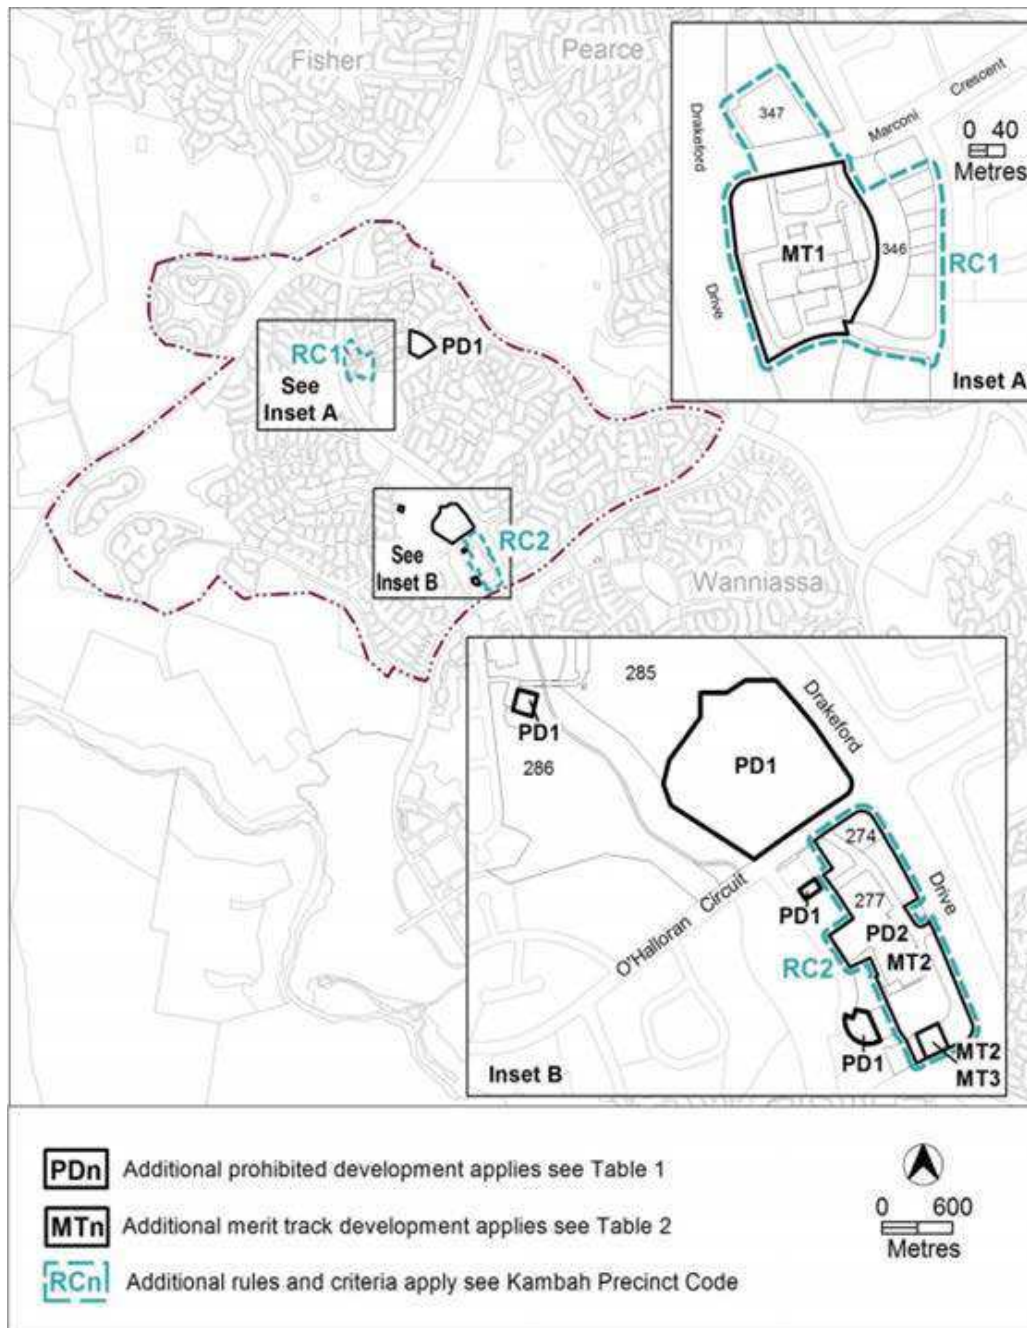 Fisher
Pearce
Drakeford
Drive
347
Marconi
Crescent
0 40
Metres
MT1
346
RC1
Inset A
RC1
See
Inset A
PD1
See
Inset B
RC2
Wanniassa
285
PD1
286
PD1
Drakeford
Drive
274
277
PD1
PD2
MT2
RC2
O'Halloran Circuit
PD1
MT2
MT3
Inset B
PDn Additional prohibited development applies see Table 1
MTn Additional merit track development applies see Table 2
RCn Additional rules and criteria apply see Kambah Precinct Code
0 600
Metres